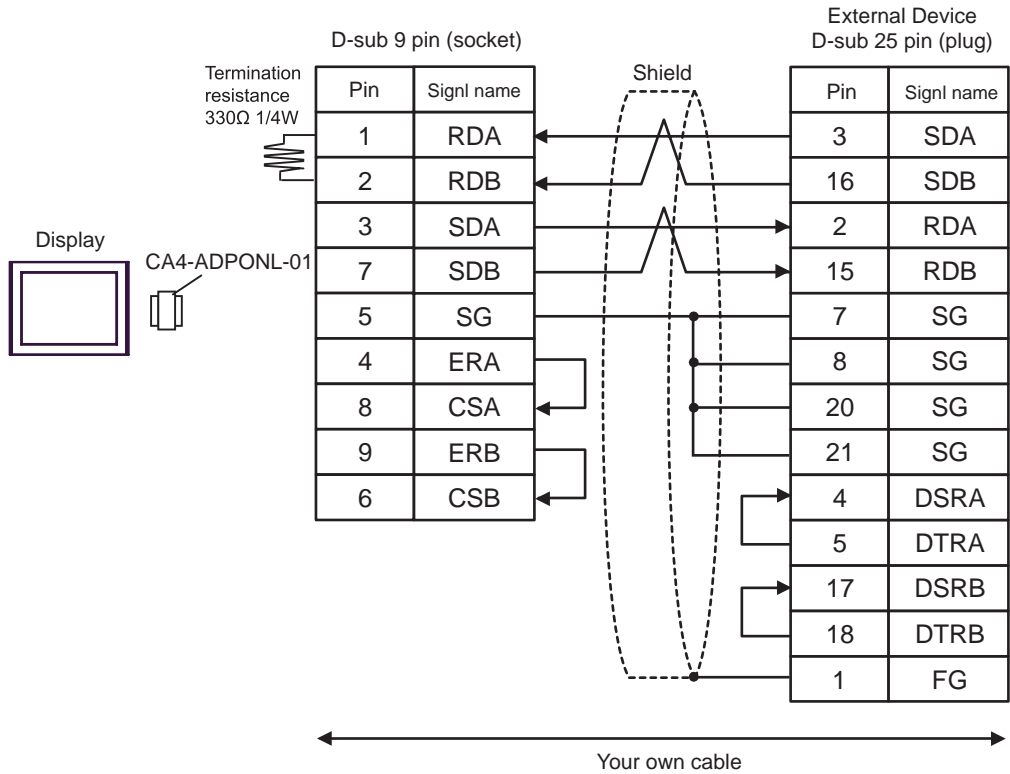 External Device
D-sub 9 pin (socket)
D-sub 25 pin (plug)
Termination
resistance
330Ω 1/4W
Shield
Pin Signl name
Pin Signl name
1 RDA
3 SDA
2 RDB
16 SDB
3 SDA
2 RDA
7 SDB
15 RDB
5 SG
7 SG
4 ERA
8 SG
8 CSA
20 SG
9 ERB
21 SG
6 CSB
4 DSRA
5 DTRA
17 DSRB
18 DTRB
1 FG
Display
CA4-ADPONL-01
Your own cable